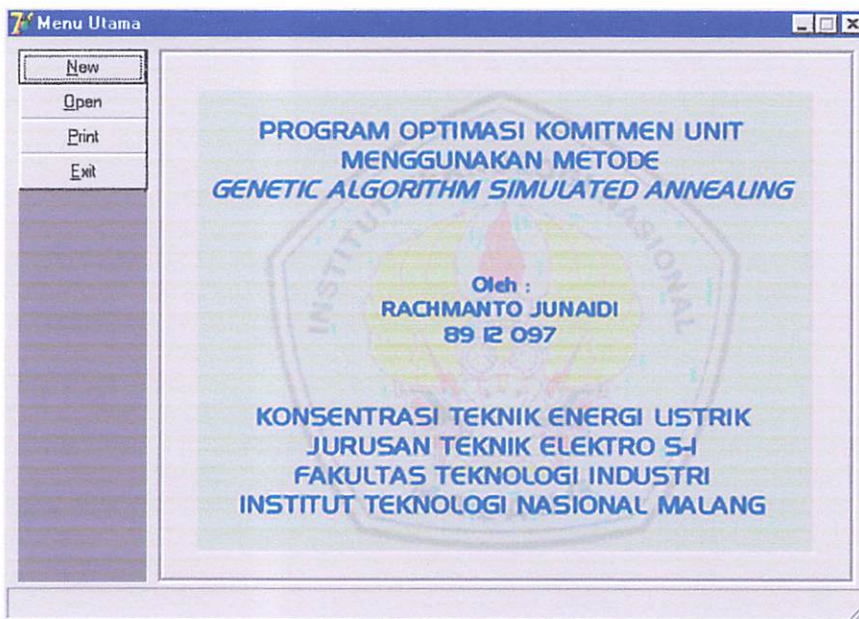 Menu Utama
New
Open
Print
Exit
PROGRAM OPTIMASI KOMITMEN UNIT
MENGGUNAKAN METODE
GENETIC ALGORITHM SIMULATED ANNEALING
Oleh :
RACHMANTO JUNAIDI
89 12 097
KONSENTRASI TEKNIK ENERGI LISTRIK
JURUSAN TEKNIK ELEKTRO S-1
FAKULTAS TEKNOLOGI INDUSTRI
INSTITUT TEKNOLOGI NASIONAL MALANG